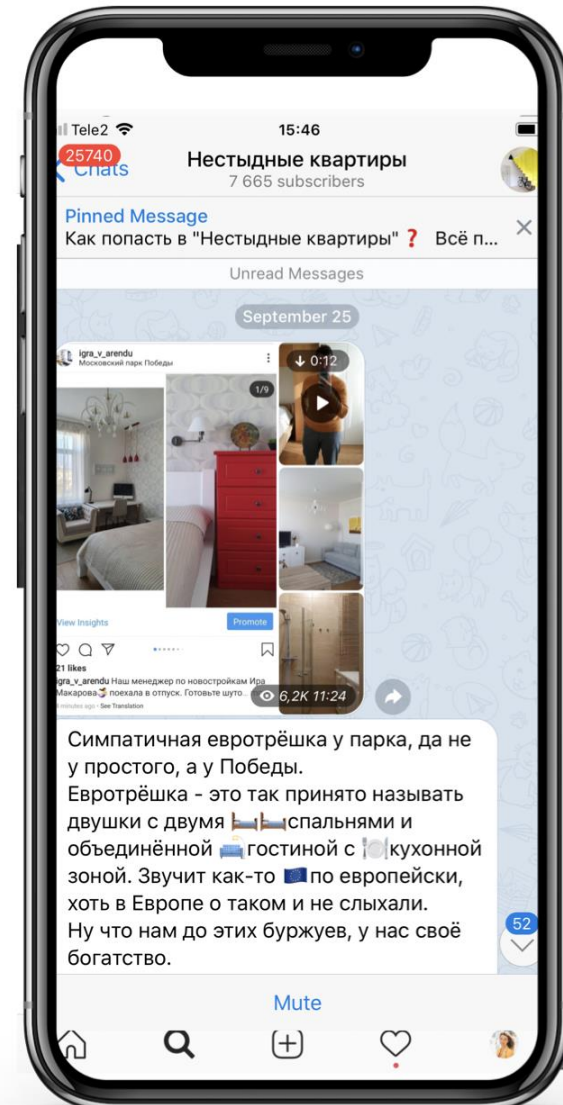 Tele2
15:46
25740
Chats
Нестыдные квартиры
7 665 subscribers
Pinned Message
Как попасть в "Нестыдные квартиры"❓ Всё п...
Unread Messages
September 25
igra_v_arendu
Московский парк Победы
1/9
0:12
View Insights
Promote
21 likes
igra_v_arendu Наш менеджер по новостройкам Ира
Макарова поехала в отпуск. Готовьте шуто...
minutes ago · See Translation
6,2K 11:24
Симпатичная евротрёшка у парка, да не
у простого, а у Победы.
Евротрёшка - это так принято называть
двушки с двумя 🛏🛏спальнями и
объединённой 🛋гостиной с 🍽кухонной
зоной. Звучит как-то 🇪🇺по европейски,
хоть в Европе о таком и не слыхали.
Ну что нам до этих буржуев, у нас своё
богатство.
52
Mute